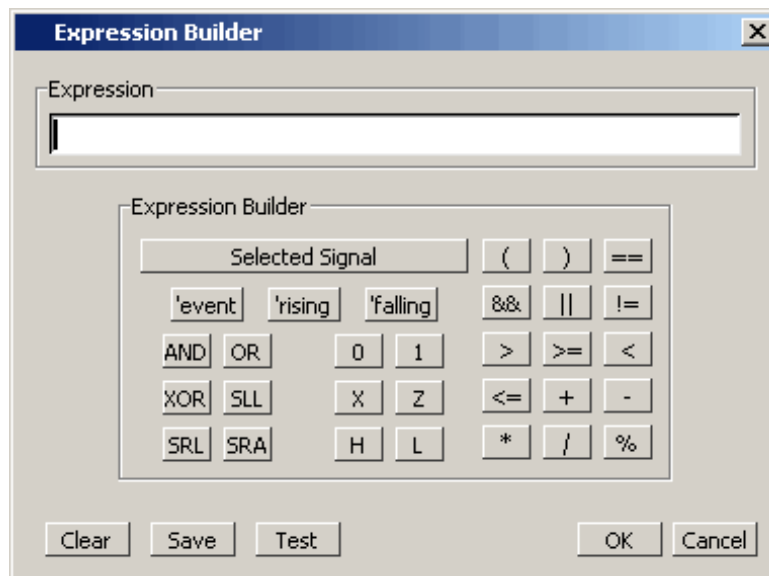 Expression Builder
Expression
Expression Builder
Selected Signal ( ) ==
'event 'rising 'falling && || !=
AND OR 0 1 > >= <
XOR SLL X Z <= + -
SRL SRA H L * / %
Clear Save Test OK Cancel